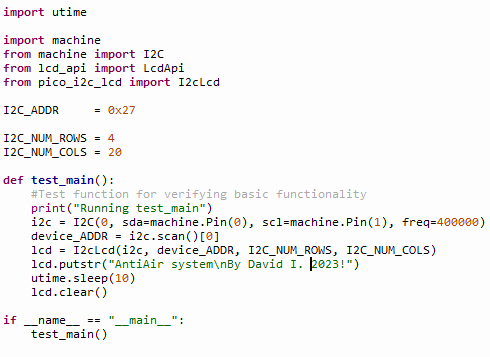 import utime
import machine
from machine import I2C
from lcd_api import LcdApi
from pico_i2c_lcd import I2cLcd
I2C_ADDR     = 0x27
I2C_NUM_ROWS = 4
I2C_NUM_COLS = 20
def test_main():
    #Test function for verifying basic functionality
    print("Running test_main")
    i2c = I2C(0, sda=machine.Pin(0), scl=machine.Pin(1), freq=400000)
    device_ADDR = i2c.scan()[0]
    lcd = I2cLcd(i2c, device_ADDR, I2C_NUM_ROWS, I2C_NUM_COLS)
    lcd.putstr("AntiAir system\nBy David I. 2023!")
    utime.sleep(10)
    lcd.clear()
if __name__ == "__main__":
    test_main()